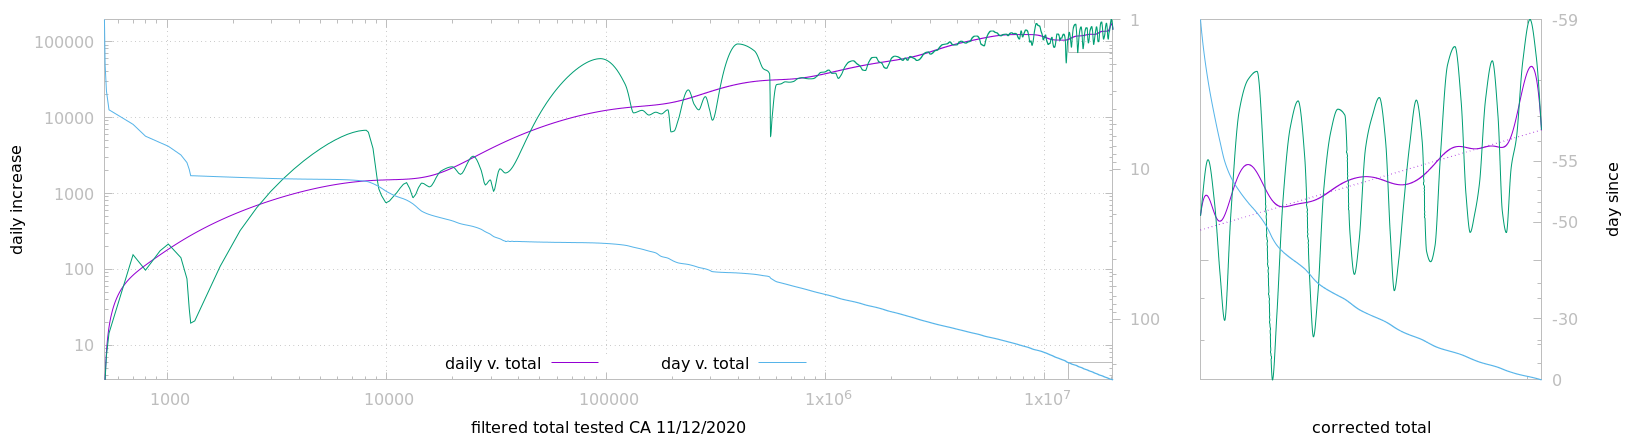 daily increase
100000
10000
1000
100
10
1
10
100
daily v. total
day v. total
1000
10000
100000
1x10^6
1x10^7
filtered total tested CA 11/12/2020
-59
-55
-50
-30
0
day since
corrected total